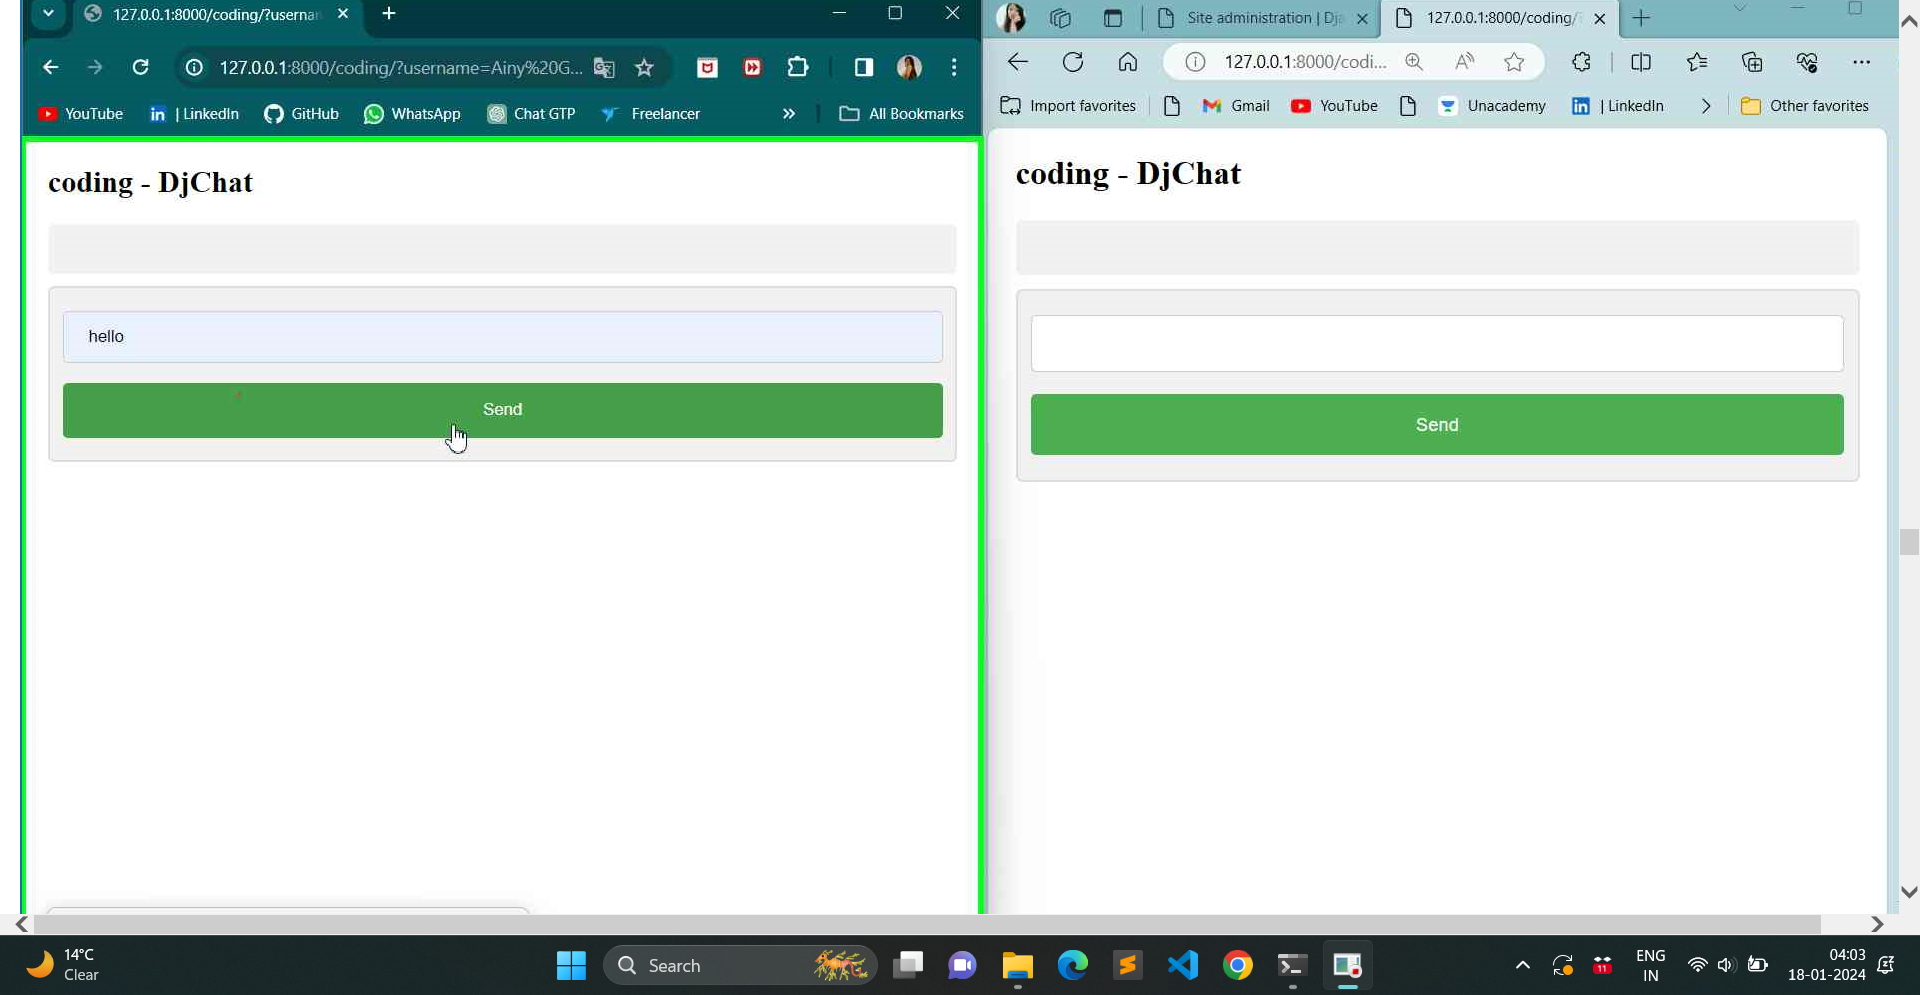 127.0.0.1:8000/coding/?userna
127.0.0.1:8000/coding/?username=Ainy%20G...
YouTube
| LinkedIn
GitHub
WhatsApp
Chat GTP
Freelancer
»
All Bookmarks
coding - DjChat
hello
Send
Site administration | Dja
127.0.0.1:8000/coding/
127.0.0.1:8000/codi...
Import favorites
Gmail
YouTube
Unacademy
| LinkedIn
Other favorites
coding - DjChat
Send
14°C
Clear
Search
11
ENG
IN
04:03
18-01-2024